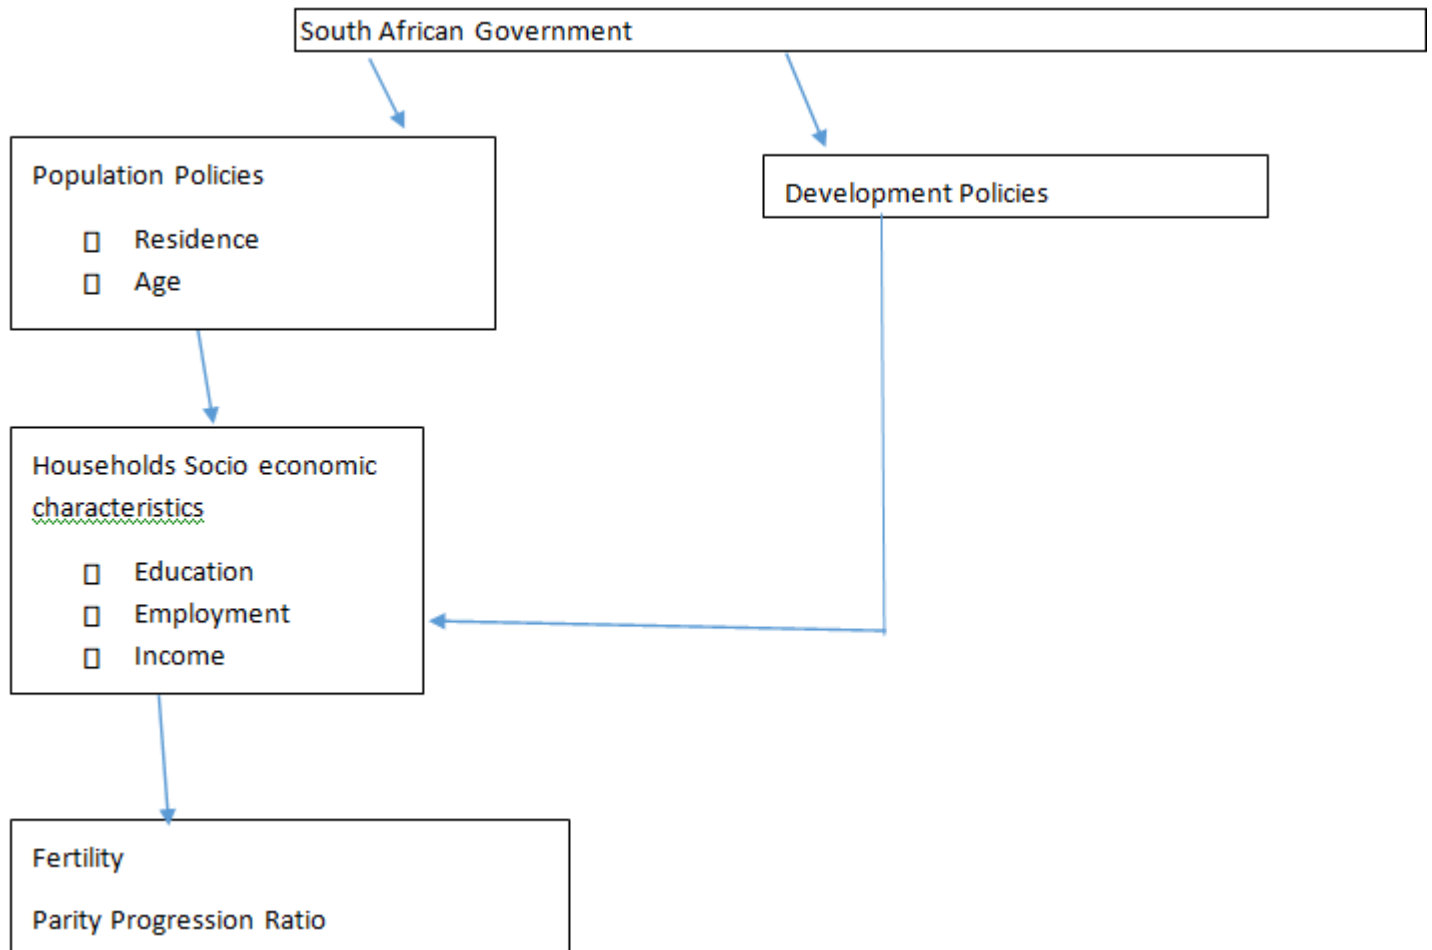 South African Government
Population Policies
Residence
Age
Development Policies
Households Socio economic
characteristics
Education
Employment
Income
Fertility
Parity Progression Ratio